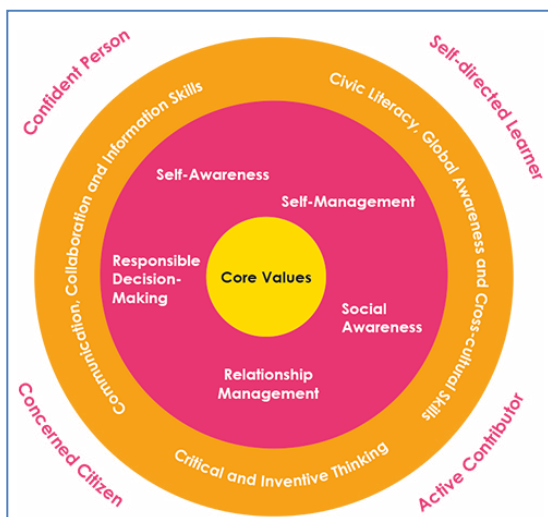 Confident Person
Self-directed Learner
Communication, Collaboration and Information Skills
Civic Literacy, Global Awareness and Cross-cultural Skills
Self-Awareness
Self-Management
Responsible
Decision-
Making
Core Values
Social
Awareness
Relationship
Management
Critical and Inventive Thinking
Concerned Citizen
Active Contributor